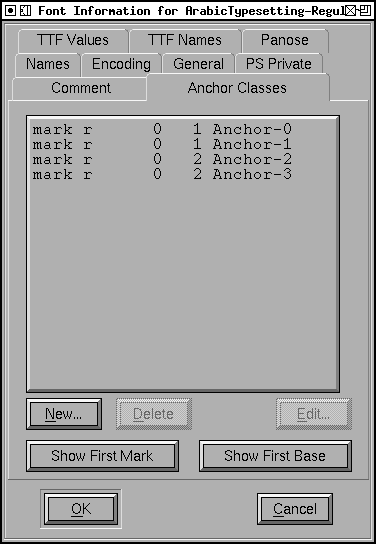 Font Information for ArabicTypesetting-Regul
TTF Values TTF Names Panose
Names Encoding General PS Private
Comment Anchor Classes
mark r 0 1 Anchor-0
mark r 0 1 Anchor-1
mark r 0 2 Anchor-2
mark r 0 2 Anchor-3
New... Delete Edit...
Show First Mark Show First Base
OK Cancel